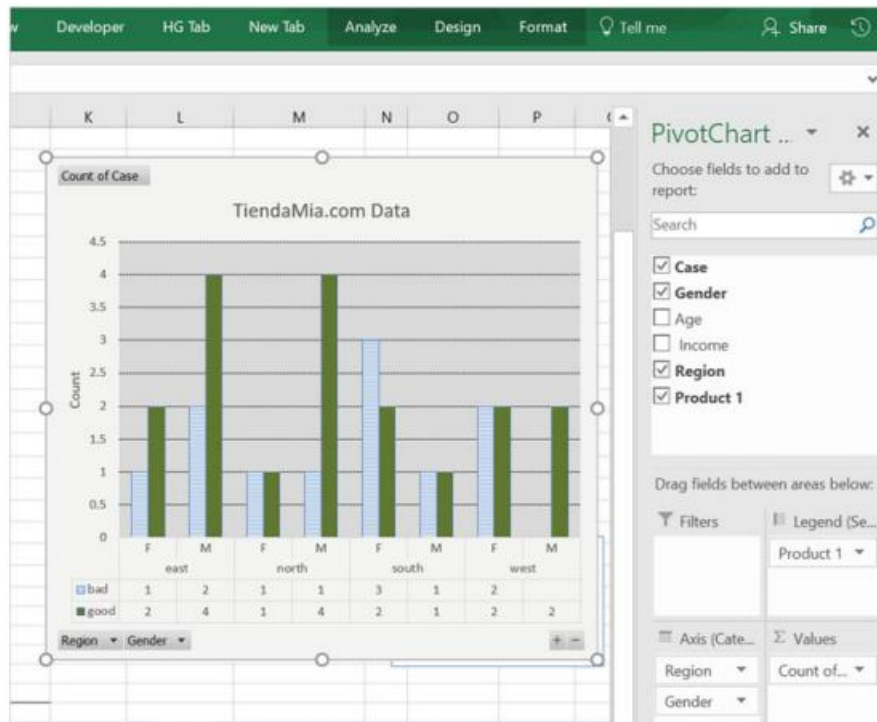 Developer HG Tab New Tab Analyze Design Format Tell me Share
K L M N O P
PivotChart ...
Choose fields to add to
report:
Search
Case
Gender
Age
Income
Region
Product 1
Drag fields between areas below:
Filters
Legend (Se...
Product 1
Axis (Cate...
Values
Region
Count of...
Gender
Count of Case
TiendaMia.com Data
Count
4.5
4
3.5
3
2.5
2
1.5
1
0.5
0
F M F M F M F M
east north south west
bad 1 2 1 1 3 1 2
good 2 4 1 4 2 1 2 2
Region Gender + −